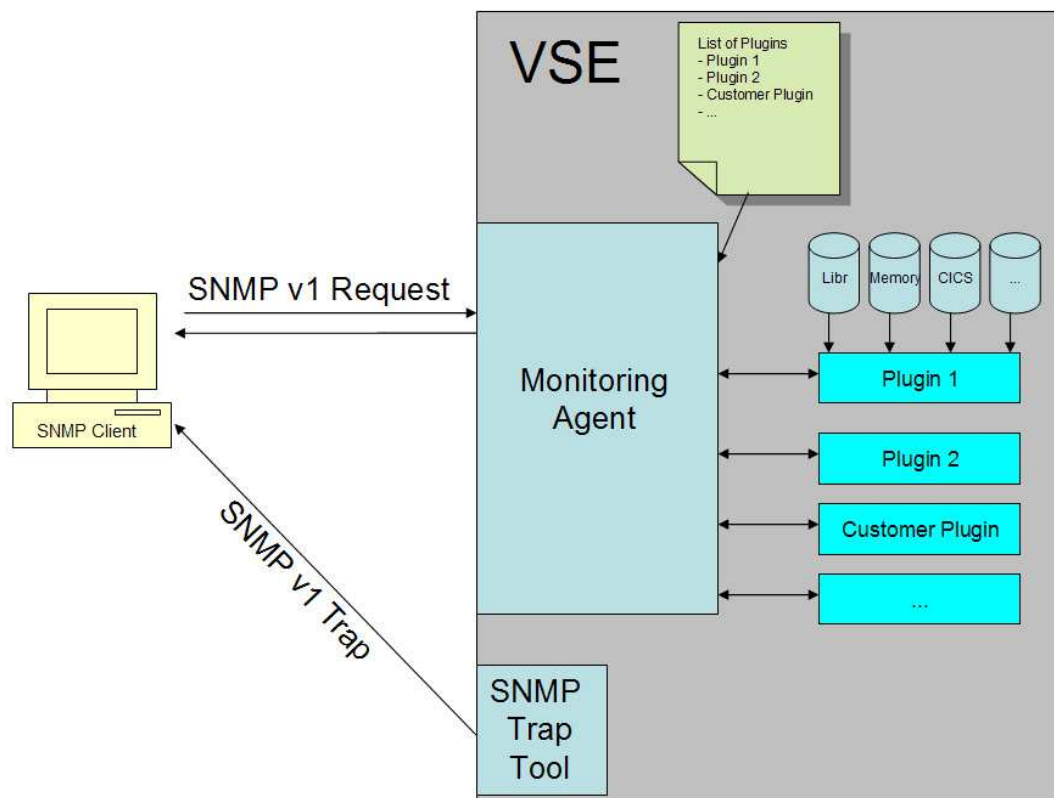 VSE
List of Plugins
- Plugin 1
- Plugin 2
- Customer Plugin
- ...
SNMP v1 Request
SNMP Client
SNMP v1 Trap
Monitoring
Agent
Libr
Memory
CICS
...
Plugin 1
Plugin 2
Customer Plugin
...
SNMP
Trap
Tool